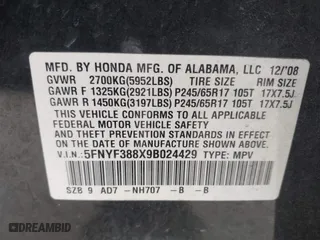 MFD. BY HONDA MFG. OF ALABAMA, LLC 12/'08
GVWR 2700KG(5952LBS) TIRE SIZE RIM SIZE
GAWR F 1325KG(2921LBS) P245/65R17 105T 17X7.5J
GAWR R 1450KG(3197LBS) P245/65R17 105T 17X7.5J
THIS VEHICLE CONFORMS TO ALL APPLICABLE
FEDERAL MOTOR VEHICLE SAFETY STANDARDS
IN EFFECT ON THE DATE OF MANUFACTURE
SHOWN ABOVE.
V.I.N.: 5FNYF388X9B024429 TYPE: MPV
SZB 9 AD7 - NH707 - B - B
DREAMBID.COM